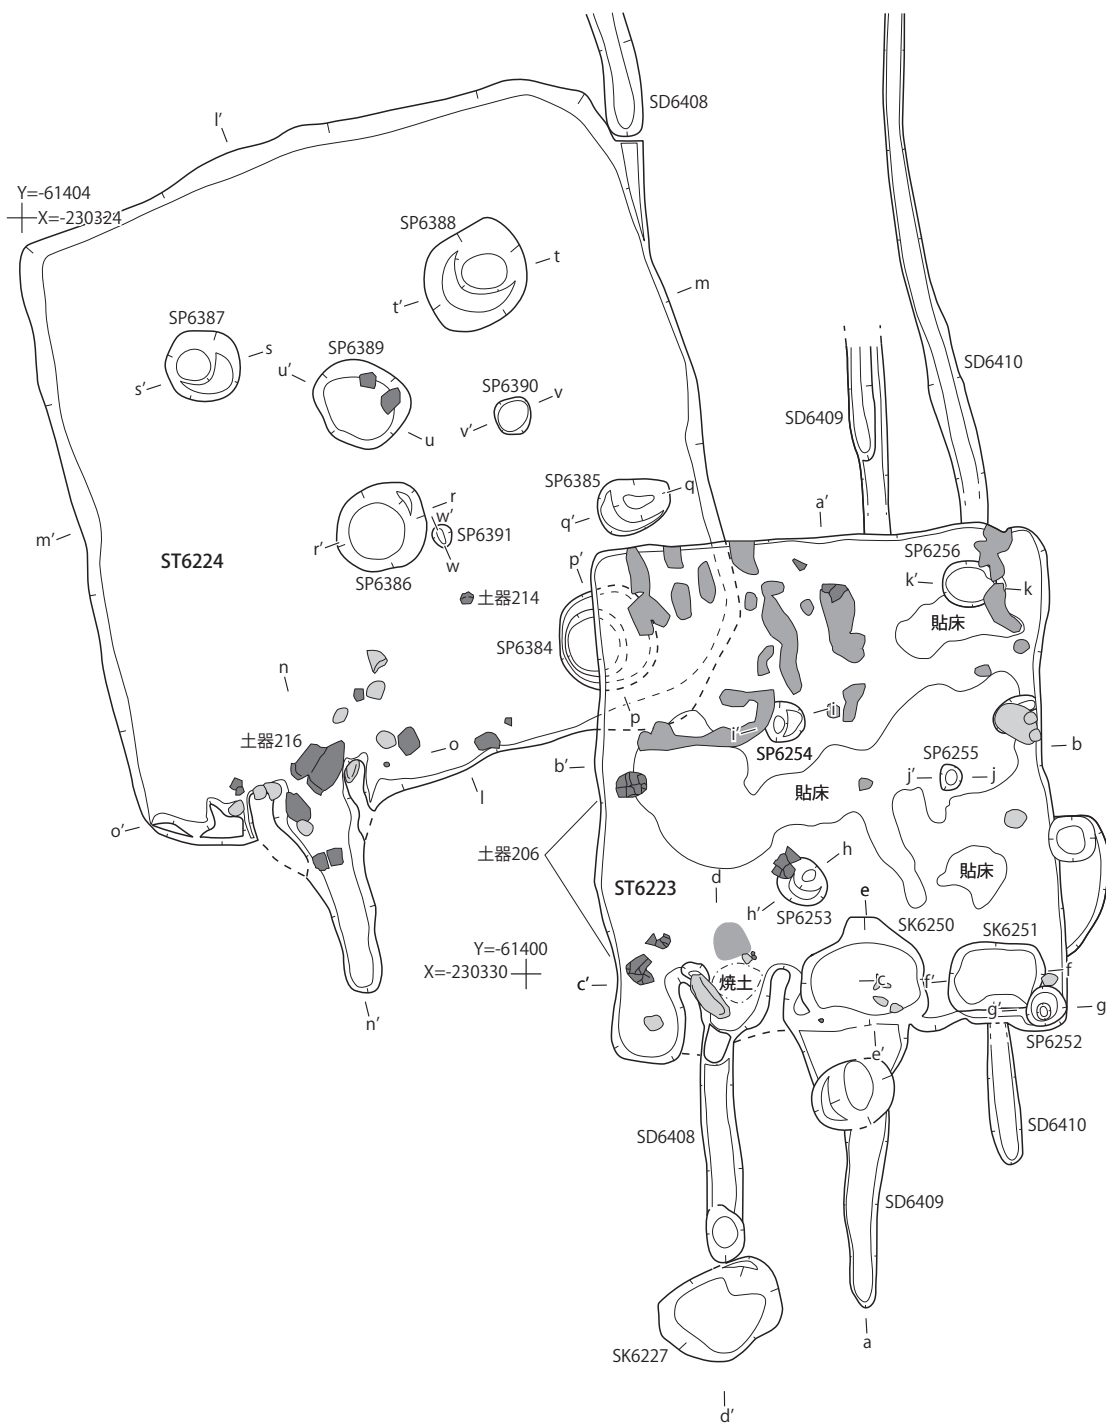 SD6408
l’
Y=-61404
X=-230324
SP6388
t
t’
m
SP6387
s
s’
SP6389
u’
u
SP6390
v
v’
SD6410
SD6409
SP6385
q
q’
a’
r
w’
SP6391
r’
w
SP6386
m’
ST6224
土器214
p’
SP6256
k’
k
貼床
SP6384
n
p
i
i’
SP6254
土器216
o
b’
b
SP6255
j’
j
貼床
l
o’
土器206
d
h
h’
SP6253
貼床
ST6223
e
SK6250
SK6251
Y=-61400
X=-230330
c’
焼土
c
f’
f
g’
g
SP6252
n’
e’
SD6408
SD6410
SD6409
a
SK6227
d’